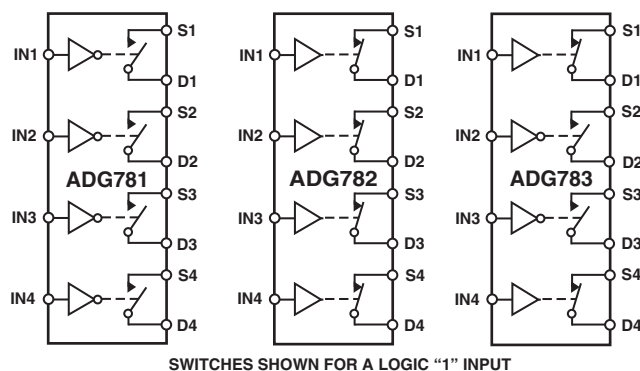 IN1
S1
D1
IN2
S2
D2
ADG781
IN3
S3
D3
IN4
S4
D4
IN1
S1
D1
IN2
S2
D2
ADG782
IN3
S3
D3
IN4
S4
D4
IN1
S1
D1
IN2
S2
D2
ADG783
IN3
S3
D3
IN4
S4
D4
SWITCHES SHOWN FOR A LOGIC “1” INPUT